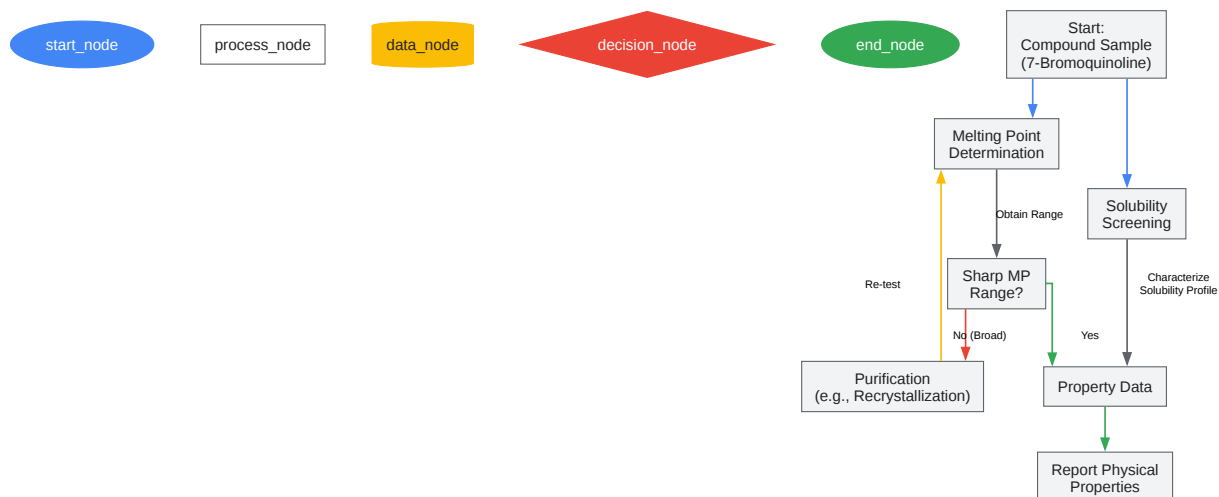 start_node
process_node
data_node
decision_node
end_node
Start:
Compound Sample
(7-Bromoquinoline)
Melting Point
Determination
Solubility
Screening
Obtain Range
Sharp MP
Range?
Characterize
Solubility Profile
Re-test
No (Broad)
Yes
Purification
(e.g., Recrystallization)
Property Data
Report Physical
Properties